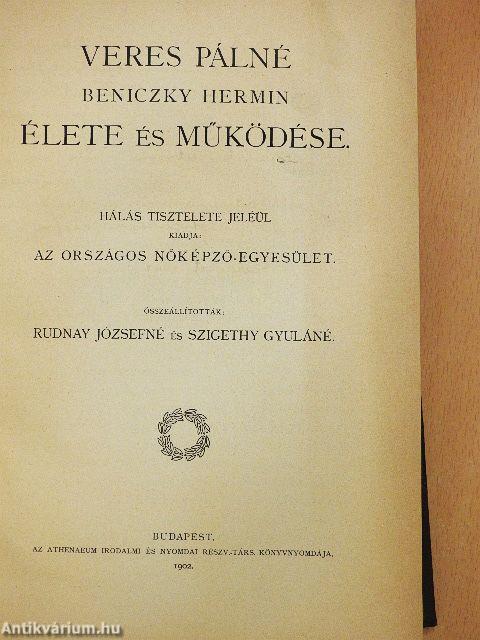 VERES PÁLNÉ
BENICZKY HERMIN
ÉLETE ÉS MŰKÖDÉSE.
HÁLÁS TISZTELETE JELÉÜL
KIADJA:
AZ ORSZÁGOS NŐKÉPZŐ-EGYESÜLET.
ÖSSZEÁLLÍTOTTÁK:
RUDNAY JÓZSEFNÉ ÉS SZIGETHY GYULÁNÉ.
BUDAPEST.
AZ ATHENAEUM IRODALMI ÉS NYOMDAI RÉSZV.-TÁRS. KÖNYVNYOMDÁJA.
1902.
Antikvárium.hu